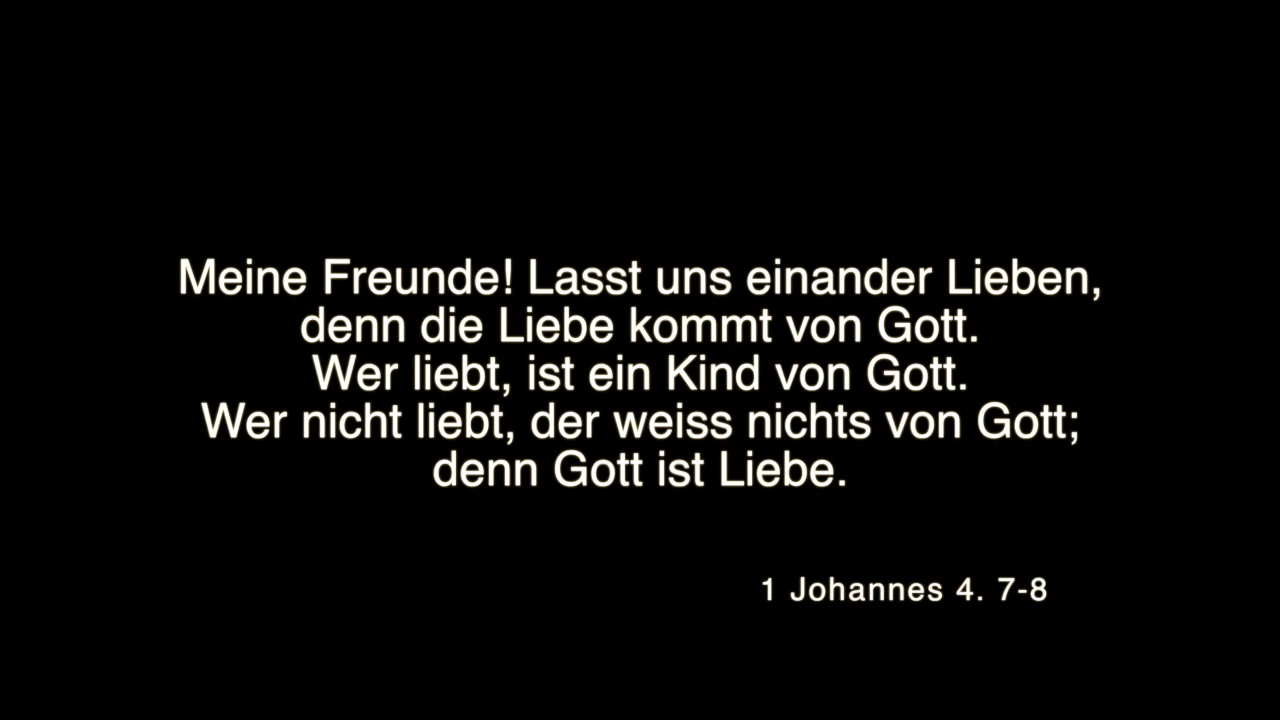 Meine Freunde! Lasst uns einander Lieben,
denn die Liebe kommt von Gott.
Wer liebt, ist ein Kind von Gott.
Wer nicht liebt, der weiss nichts von Gott;
denn Gott ist Liebe.
1 Johannes 4. 7-8